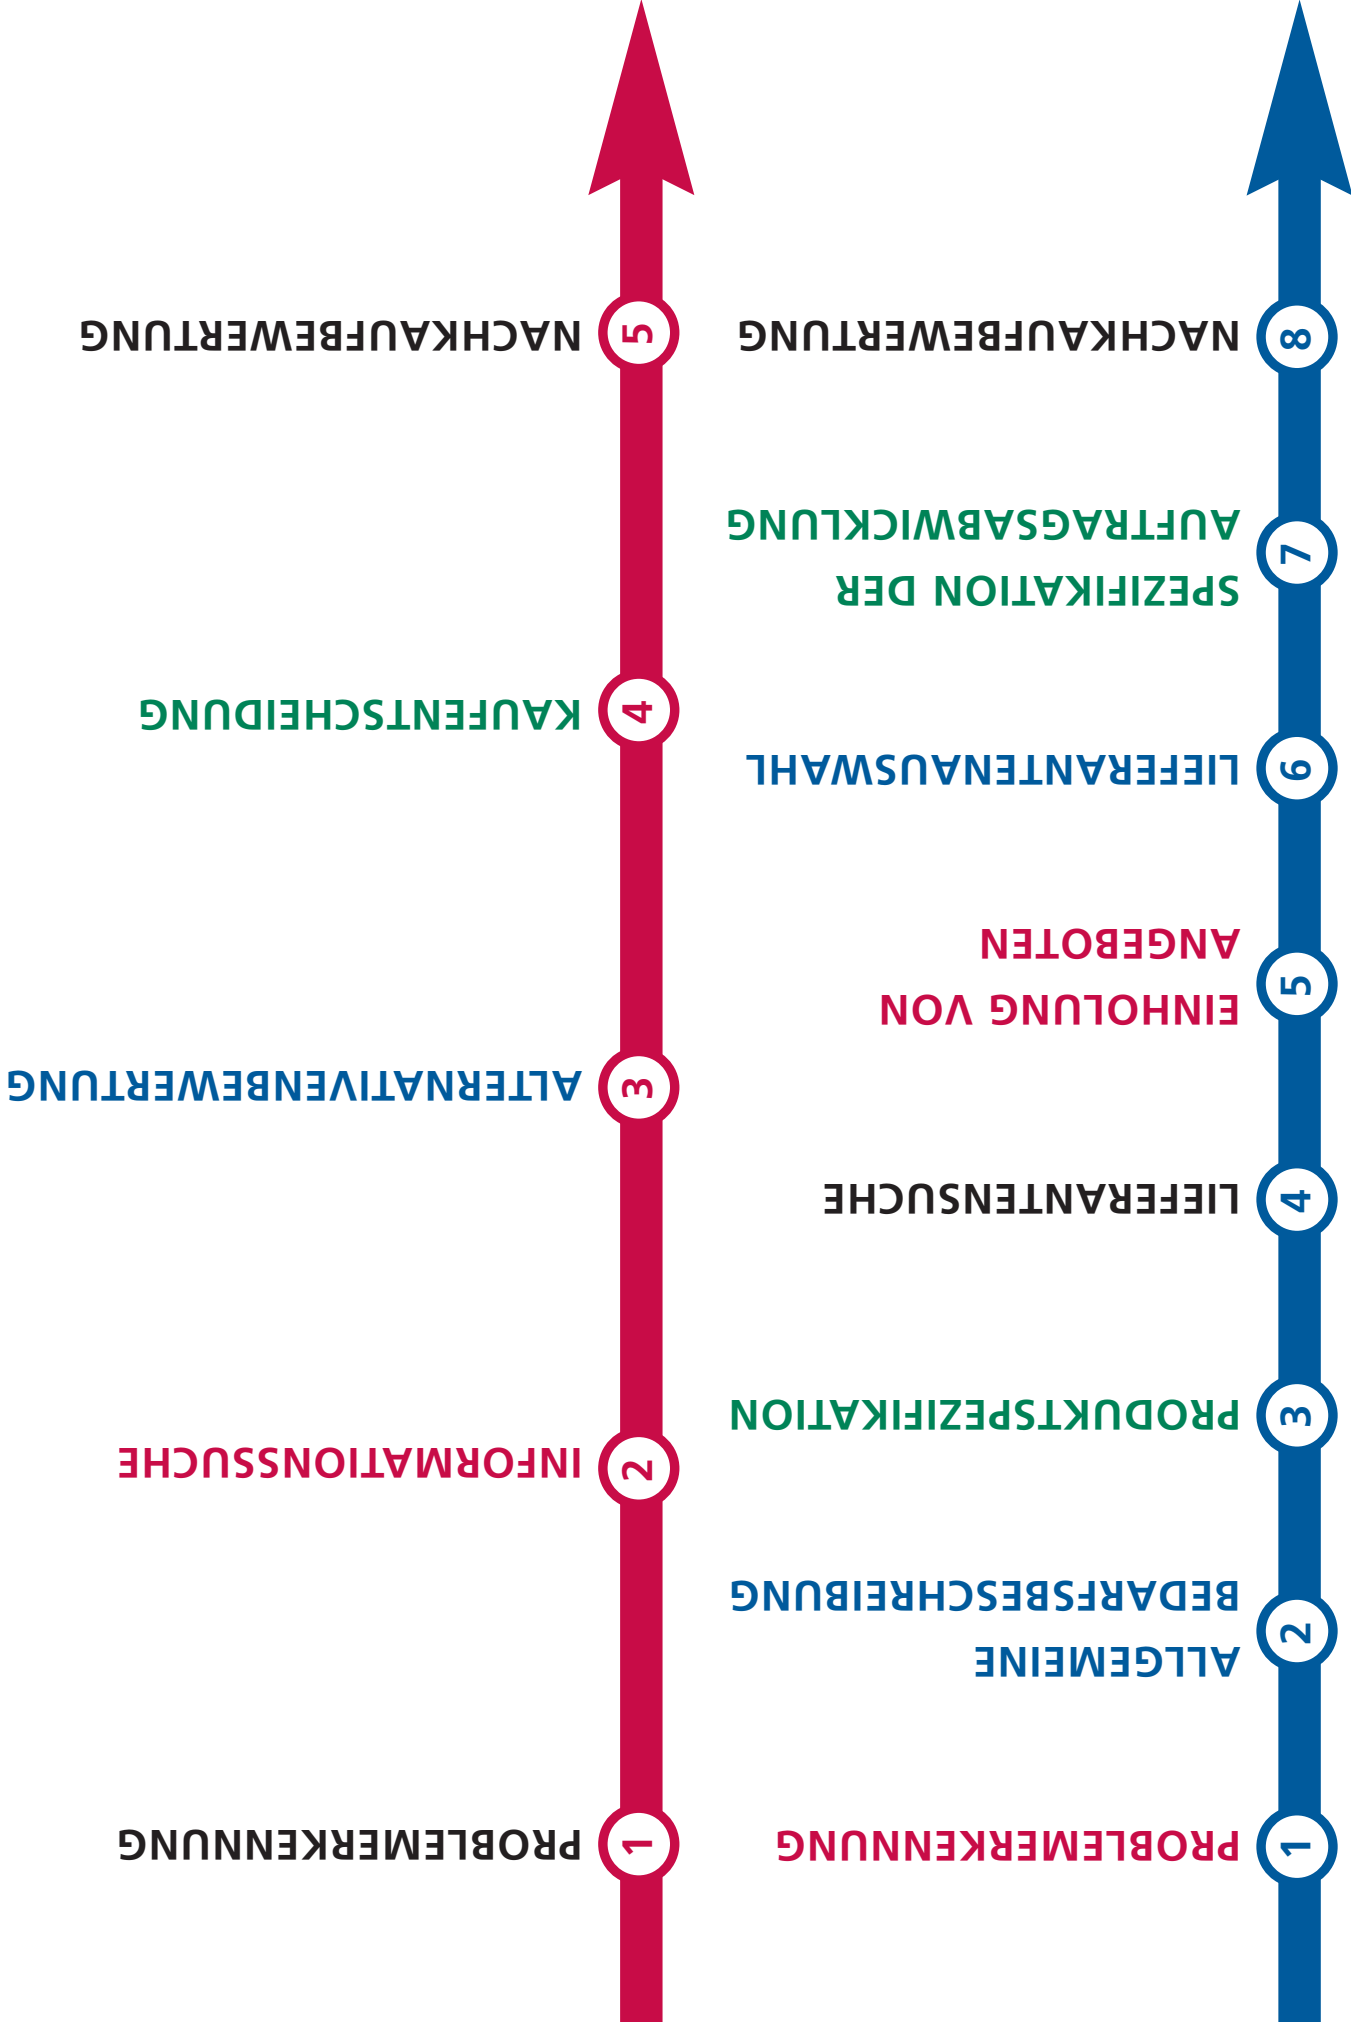 1
PROBLEMERKENNUNG
2
INFORMATIONSSUCHE
3
ALTERNATIVENBEWERTUNG
4
KAUFENTSCHEIDUNG
5
NACHKAUFBEWERTUNG
1
PROBLEMERKENNUNG
2
ALLGEMEINE
BEDARFSBESCHREIBUNG
3
PRODUKTSPEZIFIKATION
4
LIEFERANTENSUCHE
5
EINHOLUNG VON
ANGEBOTEN
6
LIEFERANTENAUSWAHL
7
SPEZIFIKATION DER
AUFTRAGSABWICKLUNG
8
NACHKAUFBEWERTUNG